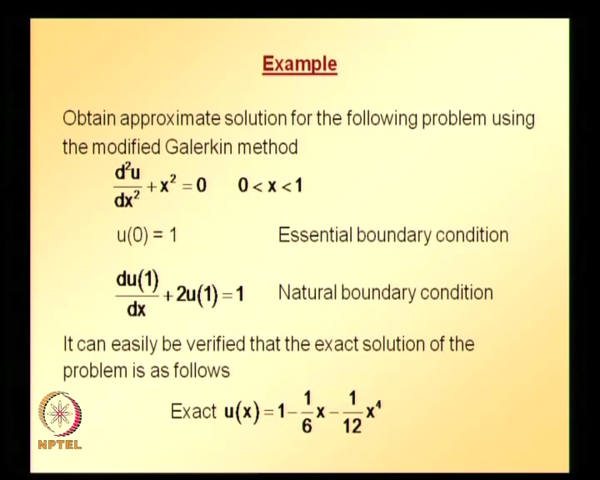 Example
Obtain approximate solution for the following problem using
the modified Galerkin method
d²u/dx² + x² = 0 0 < x < 1
u(0) = 1 Essential boundary condition
du(1)/dx + 2u(1) = 1 Natural boundary condition
It can easily be verified that the exact solution of the
problem is as follows
Exact u(x) = 1 - 1/6 x - 1/12 x⁴
NPTEL